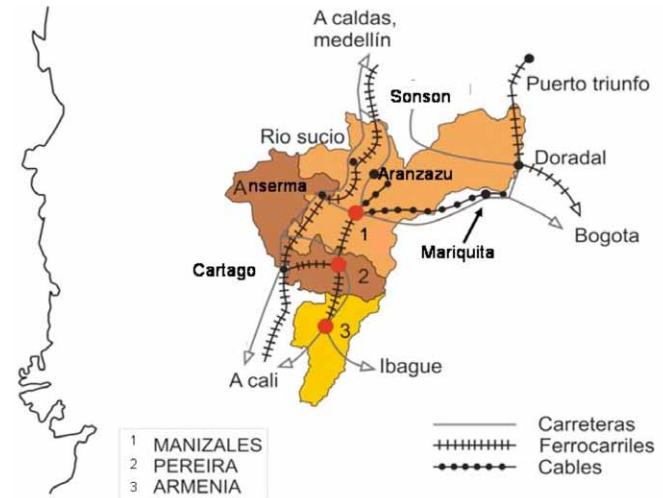 A caldas,
medellín
Sonson
Puerto triunfo
Rio sucio
Doradal
Aranzazu
Anserma
1
Bogota
Mariquita
Cartago
2
3
A cali
Ibague
1 MANIZALES
2 PEREIRA
3 ARMENIA
Carreteras
Ferrocarriles
Cables